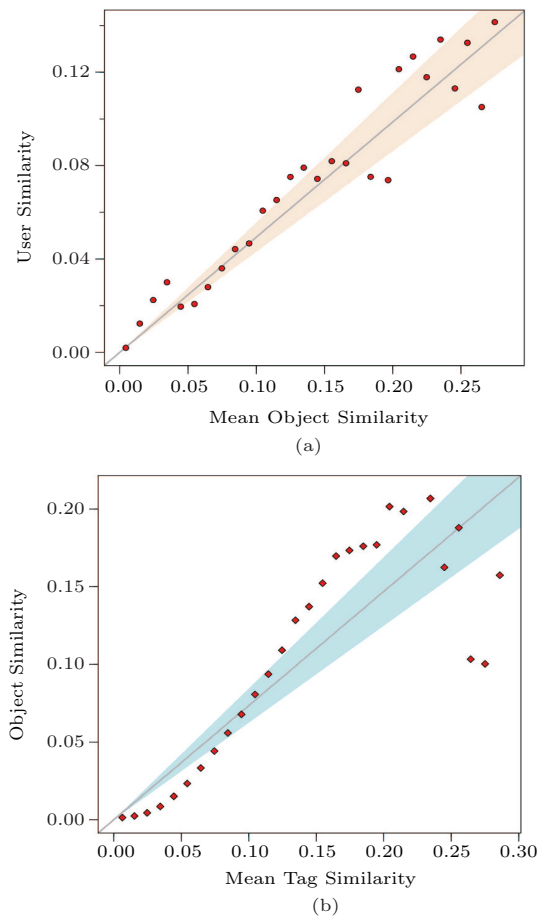 0.12
0.08
0.04
0.00
User Similarity
0.00 0.05 0.10 0.15 0.20 0.25
Mean Object Similarity
(a)
0.20
0.15
0.10
0.05
0.00
Object Similarity
0.00 0.05 0.10 0.15 0.20 0.25 0.30
Mean Tag Similarity
(b)